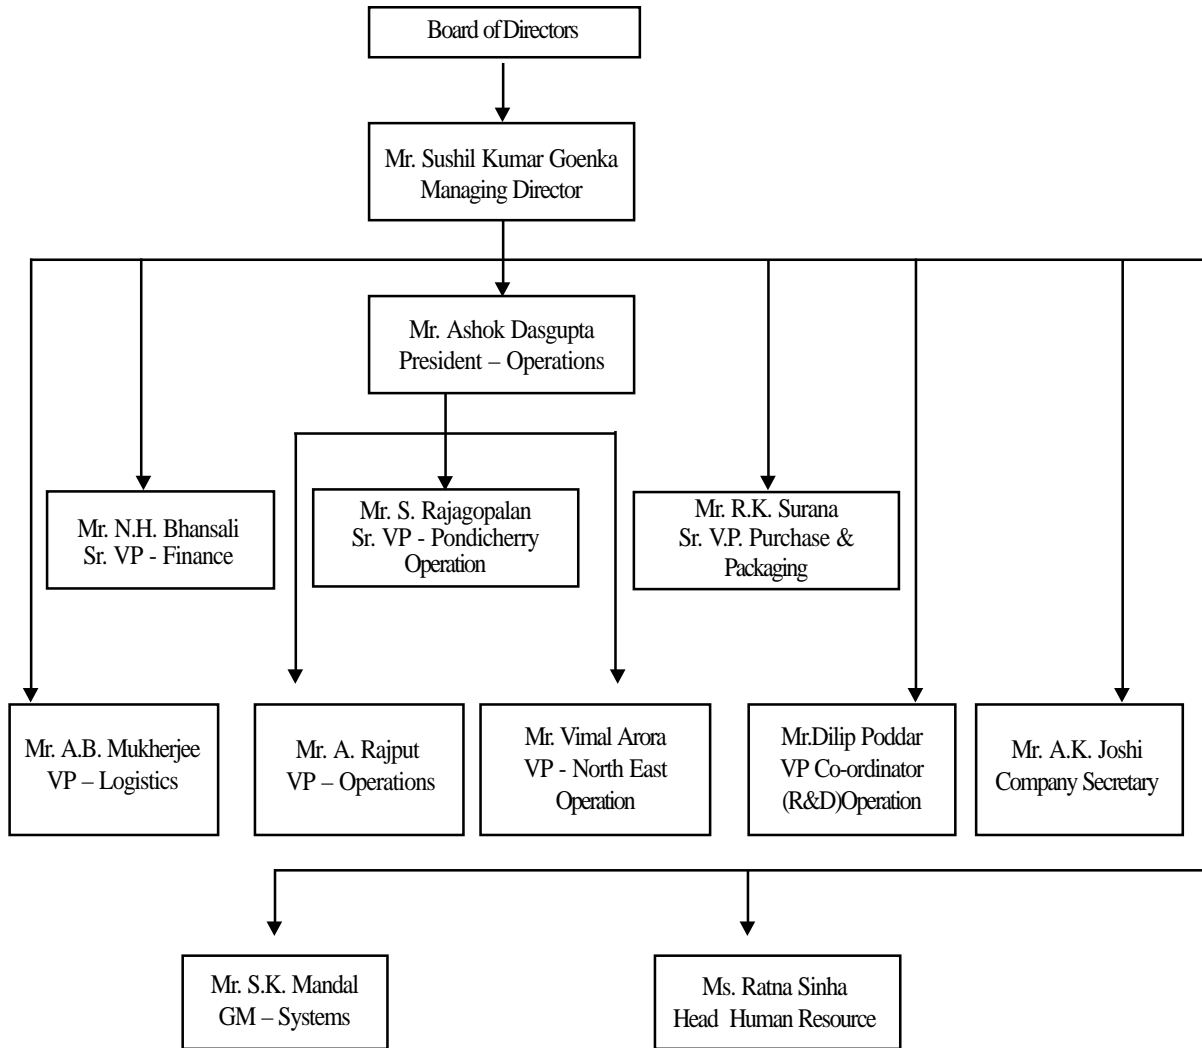 Board of Directors
Mr. Sushil Kumar Goenka
Managing Director
Mr. Ashok Dasgupta
President – Operations
Mr. N.H. Bhansali
Sr. VP - Finance
Mr. S. Rajagopalan
Sr. VP - Pondicherry
Operation
Mr. R.K. Surana
Sr. V.P. Purchase &
Packaging
Mr. A.B. Mukherjee
VP – Logistics
Mr. A. Rajput
VP – Operations
Mr. Vimal Arora
VP - North East
Operation
Mr.Dilip Poddar
VP Co-ordinator
(R&D)Operation
Mr. A.K. Joshi
Company Secretary
Mr. S.K. Mandal
GM – Systems
Ms. Ratna Sinha
Head Human Resource